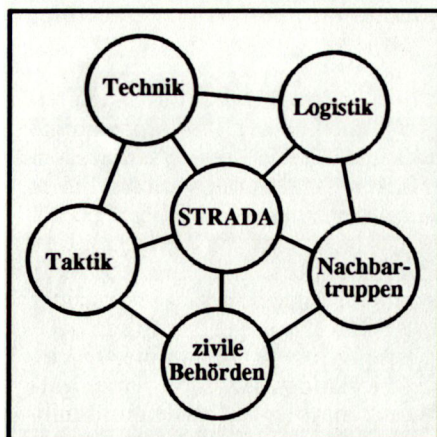 Technik
Logistik
STRADA
Taktik
Nachbar-
truppen
zivile
Behörden